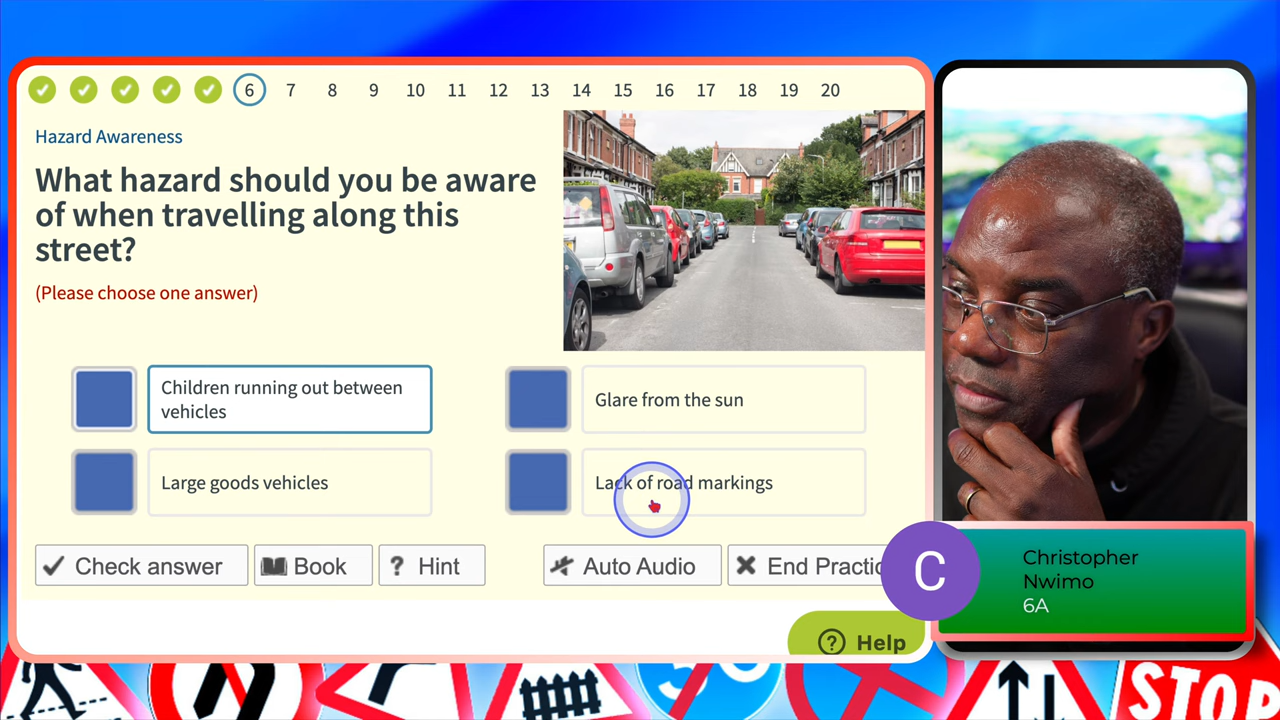 6 7 8 9 10 11 12 13 14 15 16 17 18 19 20
Hazard Awareness
What hazard should you be aware
of when travelling along this
street?
(Please choose one answer)
Children running out between
vehicles
Glare from the sun
Large goods vehicles
Lack of road markings
Check answer
Book
? Hint
Auto Audio
End Practic
? Help
C
Christopher
Nwimo
6A
STOP